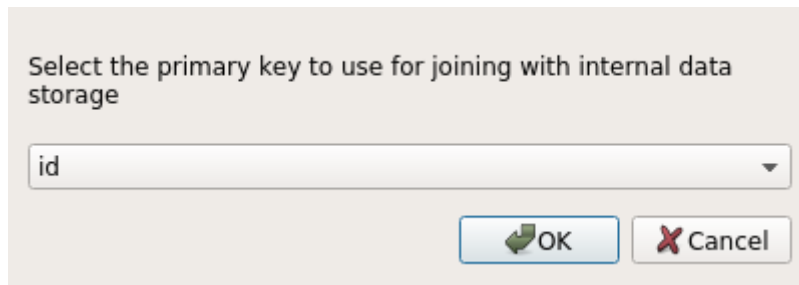 Select the primary key to use for joining with internal data
storage
id
OK
Cancel